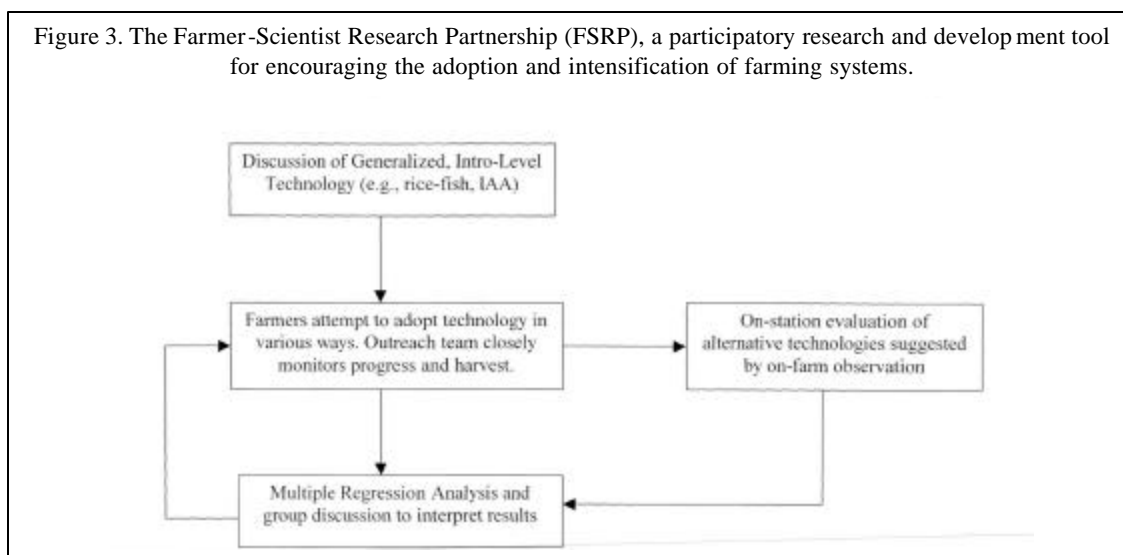 Figure 3. The Farmer-Scientist Research Partnership (FSRP), a participatory research and develop ment tool
for encouraging the adoption and intensification of farming systems.
Discussion of Generalized, Intro-Level
Technology (e.g., rice-fish, IAA)
Farmers attempt to adopt technology in
various ways. Outreach team closely
monitors progress and harvest.
On-station evaluation of
alternative technologies suggested
by on-farm observation
Multiple Regression Analysis and
group discussion to interpret results